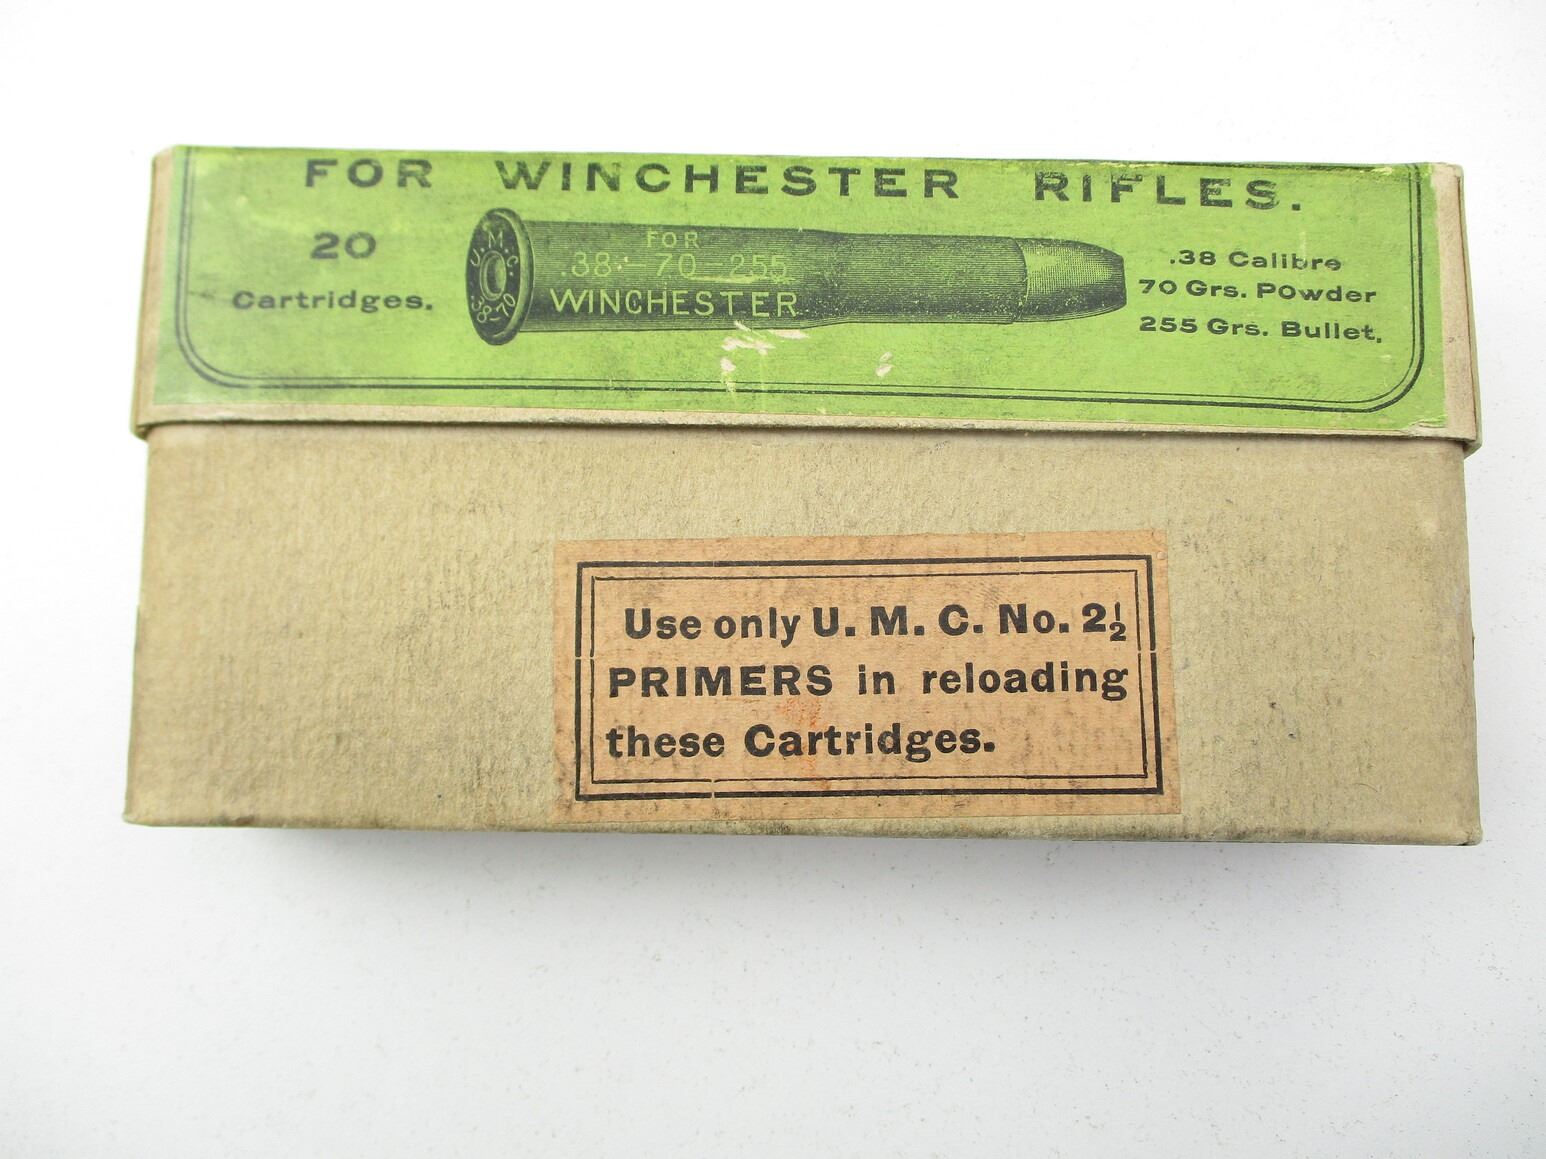 FOR WINCHESTER RIFLES.
20
Cartridges.
U. M. C.
38-70
FOR
.38-70-255
WINCHESTER
.38 Calibre
70 Grs. Powder
255 Grs. Bullet.
Use only U. M. C. No. 2½
PRIMERS in reloading
these Cartridges.